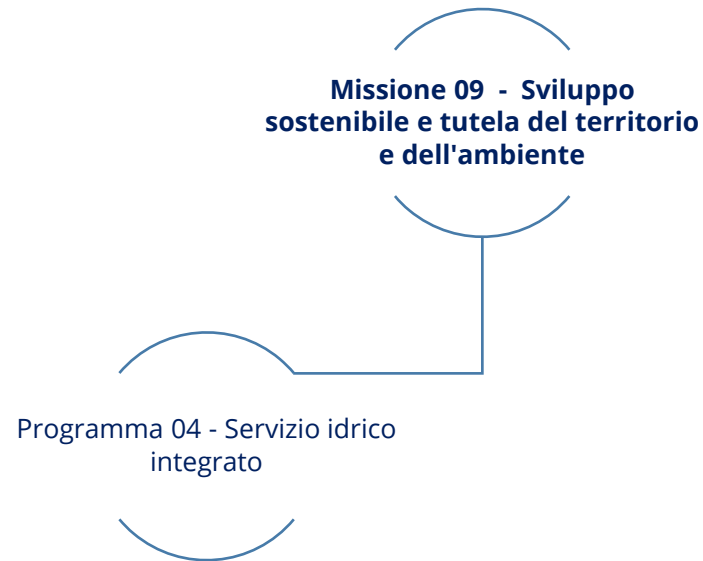 Missione 09 - Sviluppo
sostenibile e tutela del territorio
e dell'ambiente
Programma 04 - Servizio idrico
integrato